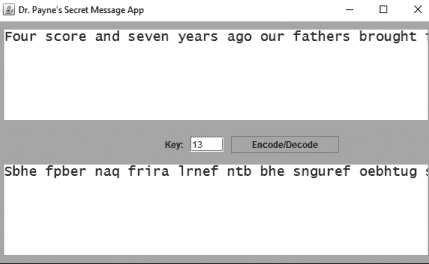 Dr. Payne's Secret Message App
Four score and seven years ago our fathers brought
Key: 13 Encode/Decode
Sbhe fpber naq frira lrnef ntb bhe snguref oebhtug